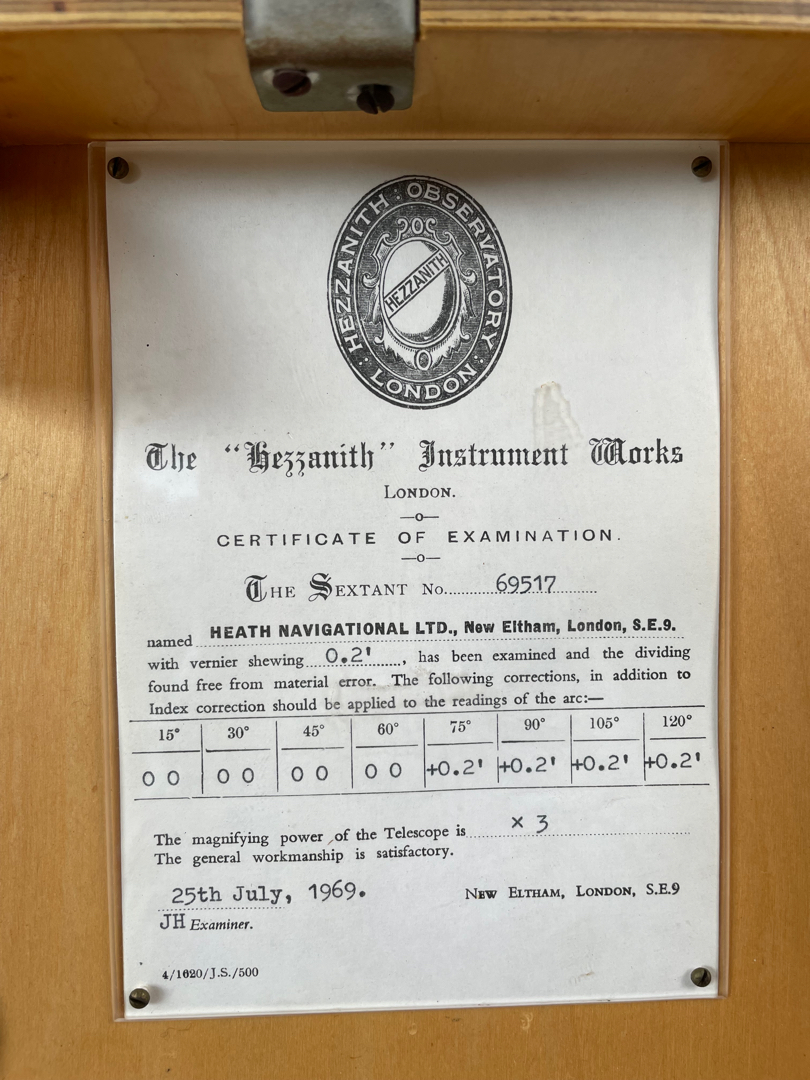 HEZZANITH : OBSERVATORY :
HEZZANITH
LONDON
The “Hezzanith” Instrument Works
LONDON.
—o—
CERTIFICATE OF EXAMINATION.
—o—
THE SEXTANT No. 69517
named HEATH NAVIGATIONAL LTD., New Eltham, London, S.E.9.
with vernier shewing 0.2' , has been examined and the dividing
found free from material error. The following corrections, in addition to
Index correction should be applied to the readings of the arc:—
15° 30° 45° 60° 75° 90° 105° 120°
0 0 0 0 0 0 0 0 +0.2' +0.2' +0.2' +0.2'
The magnifying power of the Telescope is x 3
The general workmanship is satisfactory.
25th July, 1969. NEW ELTHAM, LONDON, S.E.9
JH Examiner.
4/1620/J.S./500